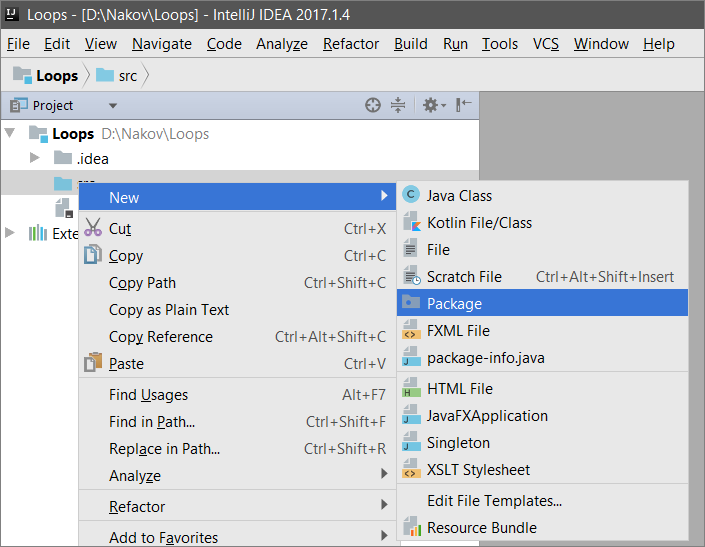 Loops - [D:\Nakov\Loops] - IntelliJ IDEA 2017.1.4
File Edit View Navigate Code Analyze Refactor Build Run Tools VCS Window Help
Loops src
Project
Loops D:\Nakov\Loops
.idea
New
Cut Ctrl+X
Copy Ctrl+C
Copy Path Ctrl+Shift+C
Copy as Plain Text
Copy Reference Ctrl+Alt+Shift+C
Paste Ctrl+V
Find Usages Alt+F7
Find in Path... Ctrl+Shift+F
Replace in Path... Ctrl+Shift+R
Analyze
Refactor
Add to Favorites
Exte
Java Class
Kotlin File/Class
File
Scratch File Ctrl+Alt+Shift+Insert
Package
FXML File
package-info.java
HTML File
JavaFXApplication
Singleton
XSLT Stylesheet
Edit File Templates...
Resource Bundle